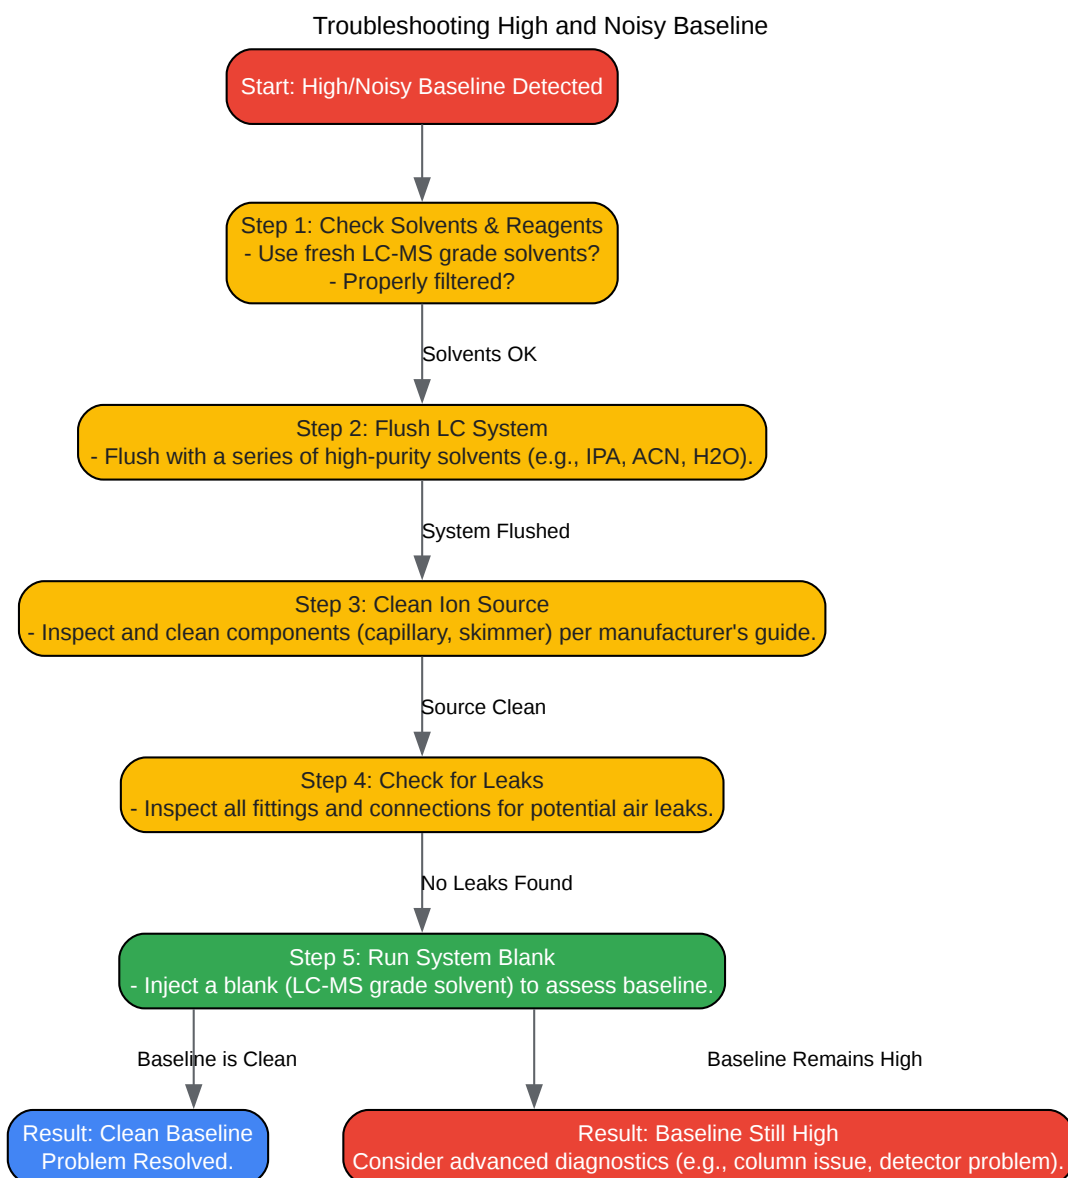 Troubleshooting High and Noisy Baseline
Start: High/Noisy Baseline Detected
Step 1: Check Solvents & Reagents
- Use fresh LC-MS grade solvents?
- Properly filtered?
Solvents OK
Step 2: Flush LC System
- Flush with a series of high-purity solvents (e.g., IPA, ACN, H2O).
System Flushed
Step 3: Clean Ion Source
- Inspect and clean components (capillary, skimmer) per manufacturer's guide.
Source Clean
Step 4: Check for Leaks
- Inspect all fittings and connections for potential air leaks.
No Leaks Found
Step 5: Run System Blank
- Inject a blank (LC-MS grade solvent) to assess baseline.
Baseline is Clean
Baseline Remains High
Result: Clean Baseline
Problem Resolved.
Result: Baseline Still High
Consider advanced diagnostics (e.g., column issue, detector problem).